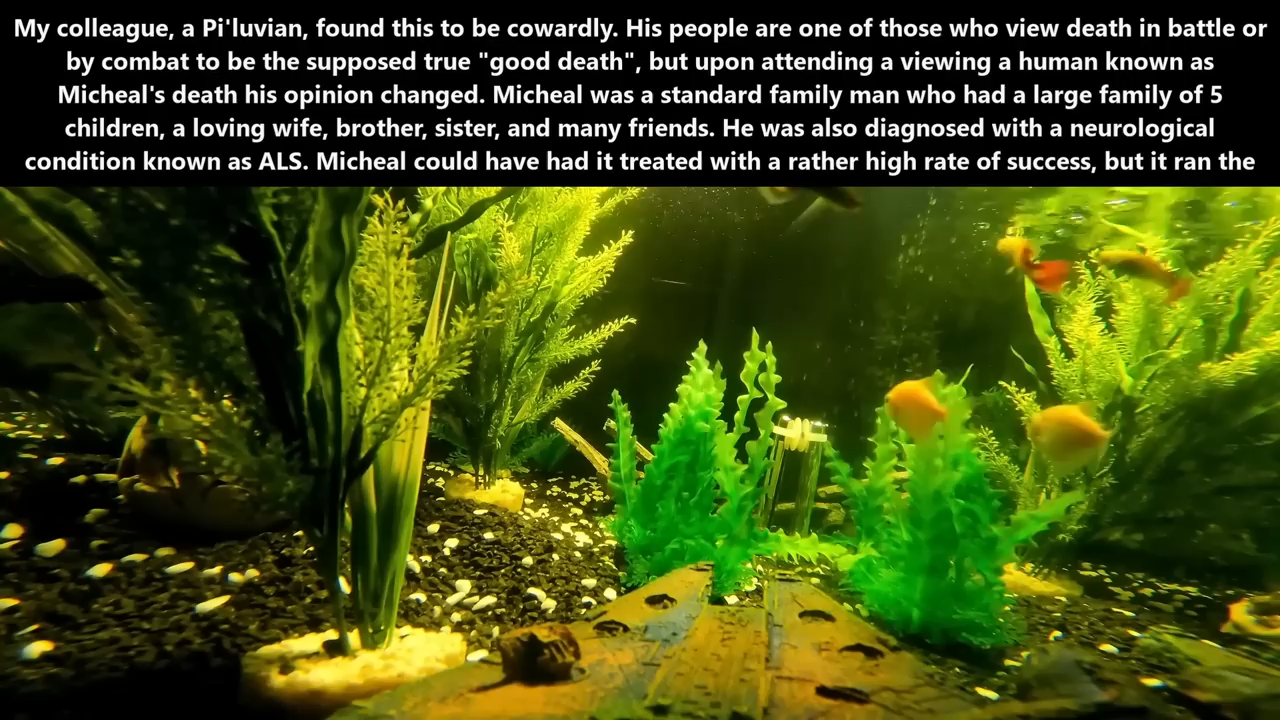 My colleague, a Pi'luvian, found this to be cowardly. His people are one of those who view death in battle or
by combat to be the supposed true "good death", but upon attending a viewing a human known as
Micheal's death his opinion changed. Micheal was a standard family man who had a large family of 5
children, a loving wife, brother, sister, and many friends. He was also diagnosed with a neurological
condition known as ALS. Micheal could have had it treated with a rather high rate of success, but it ran the